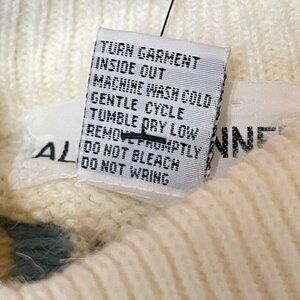 TURN GARMENT
INSIDE OUT
MACHINE WASH COLD
GENTLE CYCLE
TUMBLE DRY LOW
REMOVE PROMPTLY
DO NOT BLEACH
DO NOT WRING